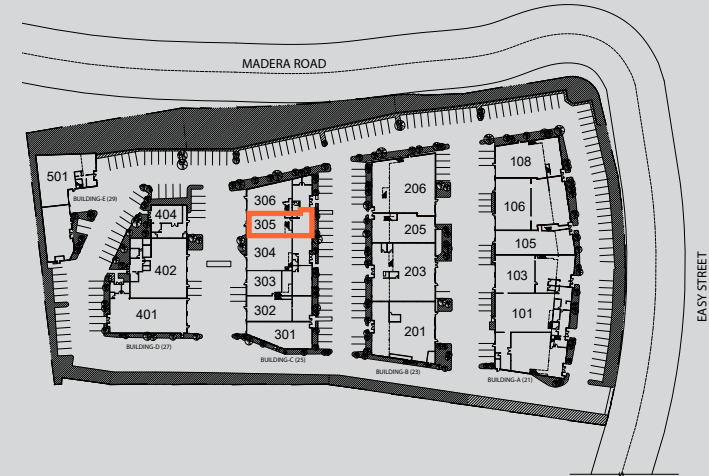 MADERA ROAD
EASY STREET
501
BUILDING-E (29)
404
402
401
BUILDING-D (27)
306
305
304
303
302
301
BUILDING-C (25)
206
205
203
201
BUILDING-B (23)
108
106
105
103
101
BUILDING-A (21)